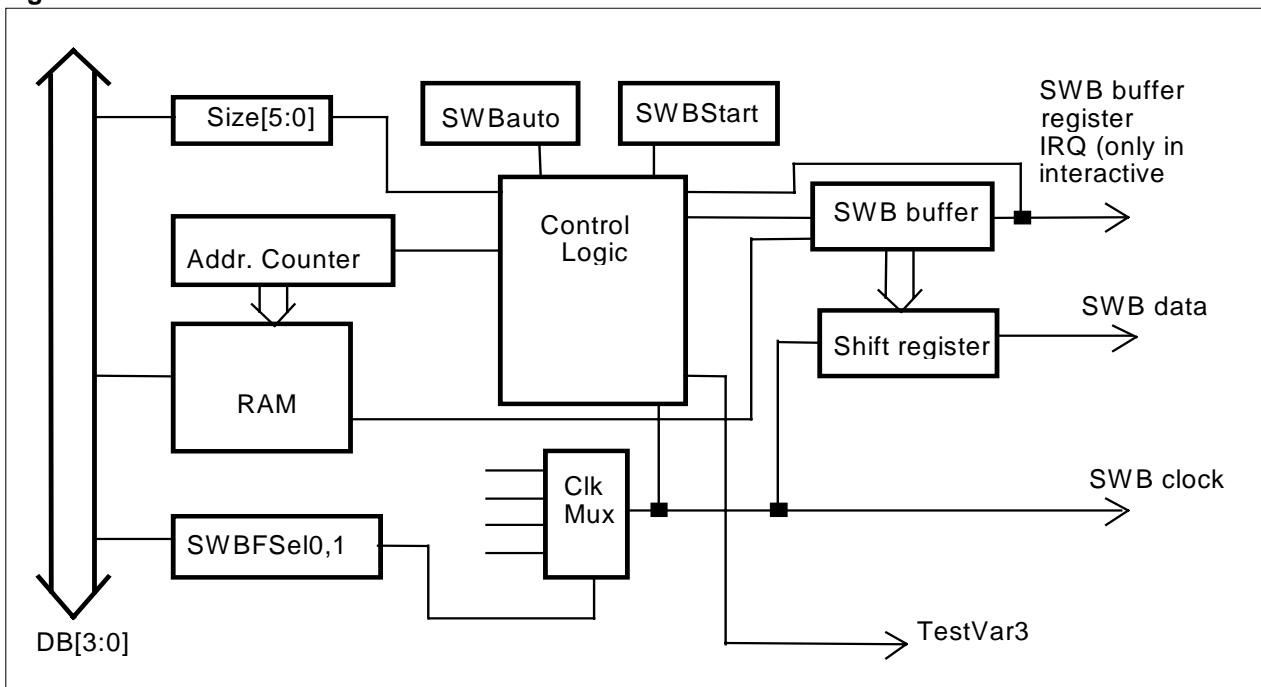 Size[5:0]
SWBauto
SWBStart
SWB buffer
register
IRQ (only in
interactive
SWB buffer
Control
Logic
Addr. Counter
SWB data
Shift register
RAM
Clk
Mux
SWB clock
SWBFSel0,1
TestVar3
DB[3:0]